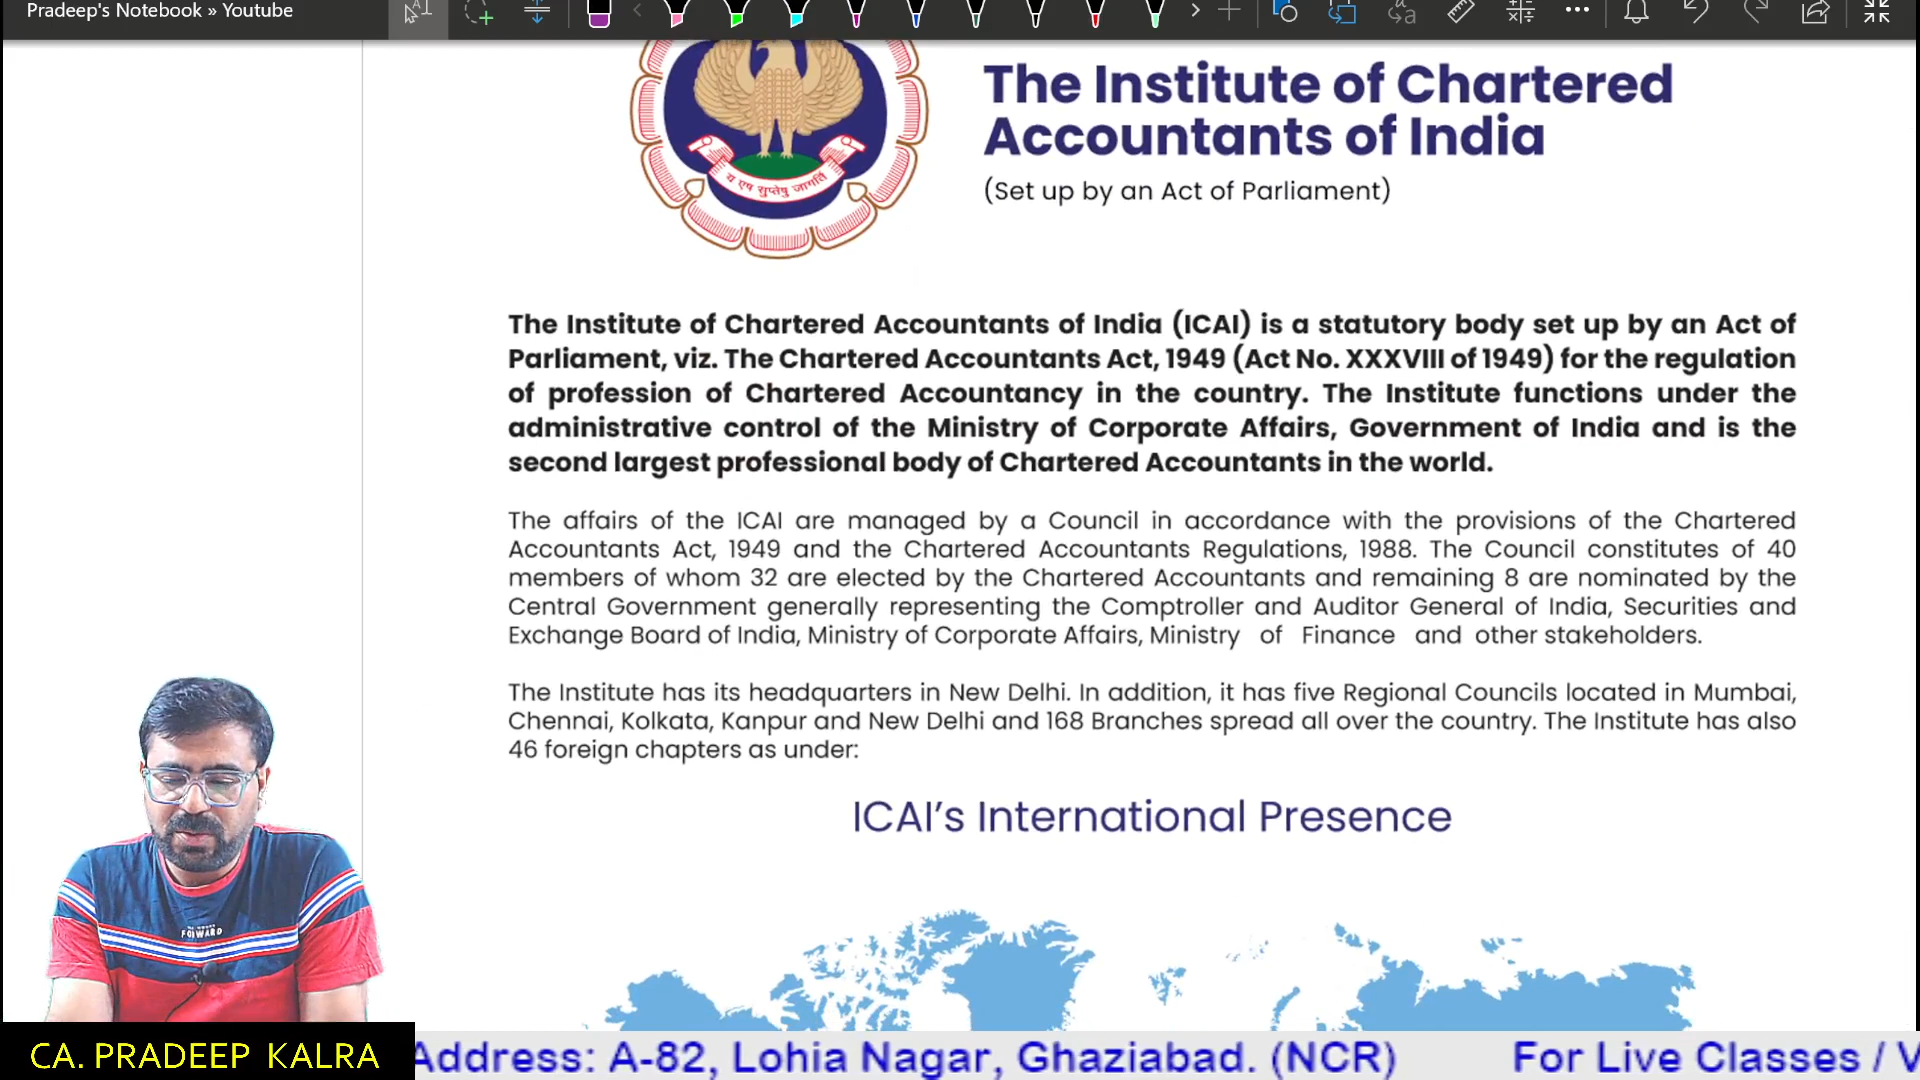 Pradeep's Notebook » Youtube
The Institute of Chartered
Accountants of India
(Set up by an Act of Parliament)
य एष सुप्तेषु जागर्ति
The Institute of Chartered Accountants of India (ICAI) is a statutory body set up by an Act of
Parliament, viz. The Chartered Accountants Act, 1949 (Act No. XXXVIII of 1949) for the regulation
of profession of Chartered Accountancy in the country. The Institute functions under the
administrative control of the Ministry of Corporate Affairs, Government of India and is the
second largest professional body of Chartered Accountants in the world.
The affairs of the ICAI are managed by a Council in accordance with the provisions of the Chartered
Accountants Act, 1949 and the Chartered Accountants Regulations, 1988. The Council constitutes of 40
members of whom 32 are elected by the Chartered Accountants and remaining 8 are nominated by the
Central Government generally representing the Comptroller and Auditor General of India, Securities and
Exchange Board of India, Ministry of Corporate Affairs, Ministry of Finance and other stakeholders.
The Institute has its headquarters in New Delhi. In addition, it has five Regional Councils located in Mumbai,
Chennai, Kolkata, Kanpur and New Delhi and 168 Branches spread all over the country. The Institute has also
46 foreign chapters as under:
ICAI's International Presence
FORWARD
CA. PRADEEP KALRA
Address: A-82, Lohia Nagar, Ghaziabad. (NCR) For Live Classes / V